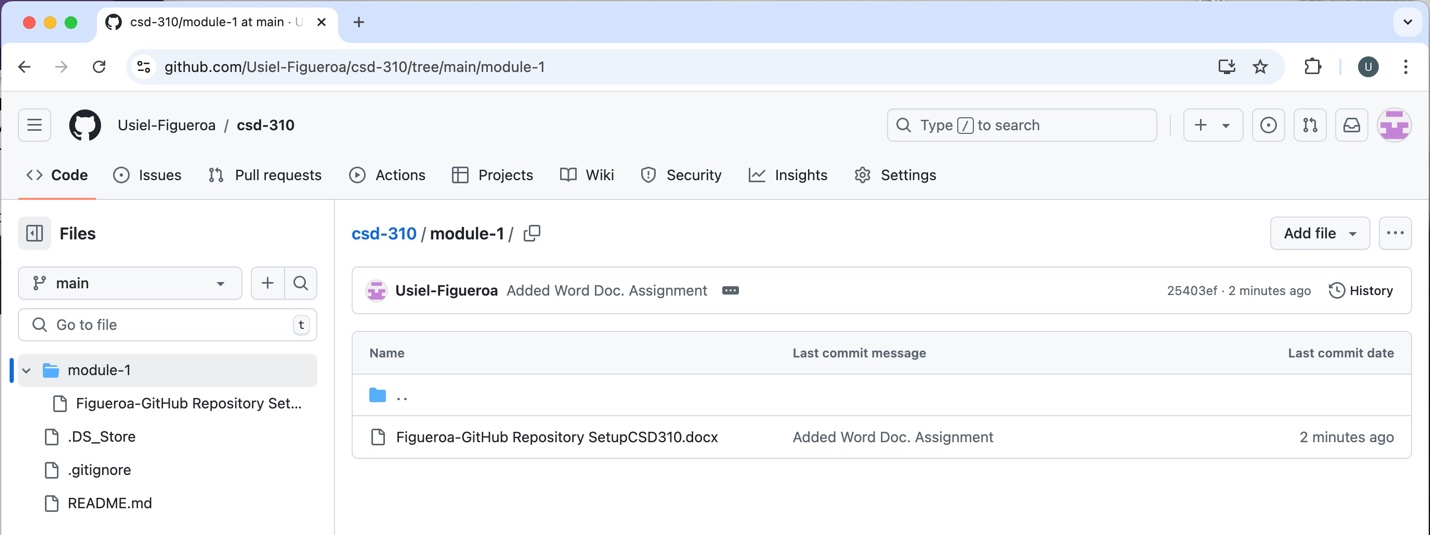 csd-310/module-1 at main · U
github.com/Usiel-Figueroa/csd-310/tree/main/module-1
U
Usiel-Figueroa / csd-310
Type / to search
Code Issues Pull requests Actions Projects Wiki Security Insights Settings
Files
csd-310 / module-1 /
Add file
main
Usiel-Figueroa Added Word Doc. Assignment
25403ef · 2 minutes ago History
Go to file t
Name Last commit message Last commit date
module-1
..
Figueroa-GitHub Repository Set...
Figueroa-GitHub Repository SetupCSD310.docx Added Word Doc. Assignment 2 minutes ago
.DS_Store
.gitignore
README.md